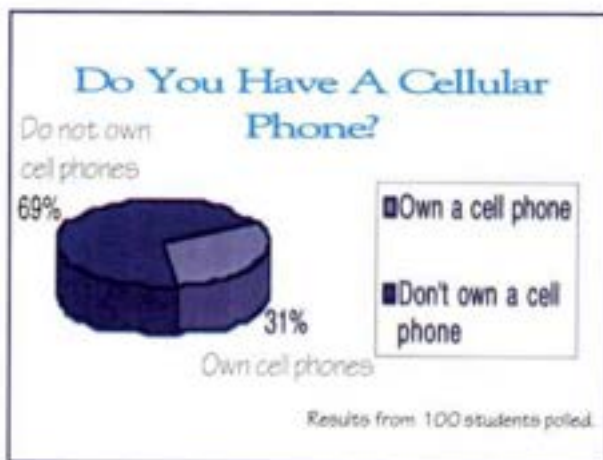 Do You Have A Cellular
Phone?
Do not own
cell phones
69%
31%
Own cell phones
Own a cell phone
Don't own a cell
phone
Results from 100 students polled.